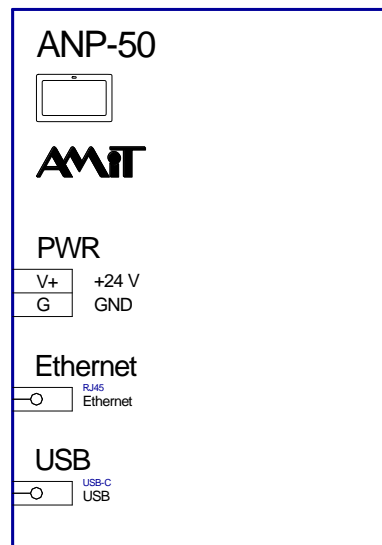 ANP-50
AMiT
PWR
V+ +24 V
G GND
Ethernet
RJ45
Ethernet
USB
USB-C
USB